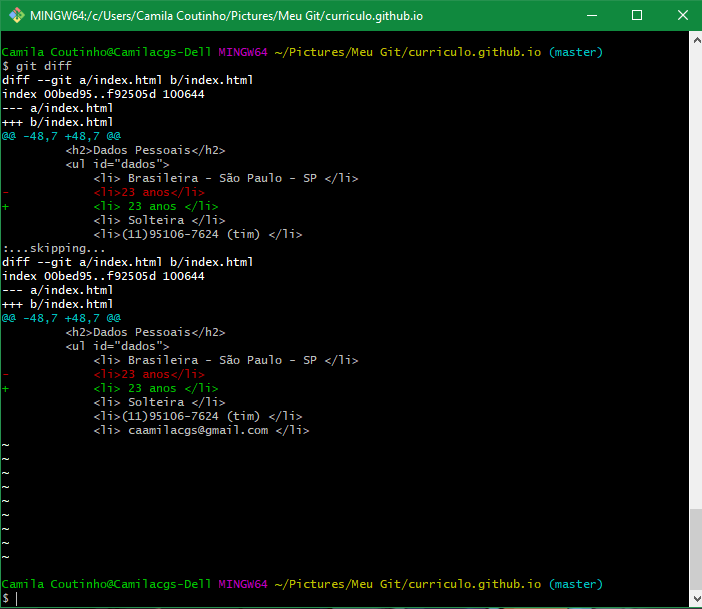 MINGW64:/c/Users/Camila Coutinho/Pictures/Meu Git/curriculo.github.io
Camila Coutinho@Camilacgs-Dell MINGW64 ~/Pictures/Meu Git/curriculo.github.io (master)
$ git diff
diff --git a/index.html b/index.html
index 00bed95..f92505d 100644
--- a/index.html
+++ b/index.html
@@ -48,7 +48,7 @@
         <h2>Dados Pessoais</h2>
         <ul id="dados">
             <li> Brasileira - São Paulo - SP </li>
-            <li>23 anos</li>
+            <li> 23 anos </li>
             <li> Solteira </li>
             <li>(11)95106-7624 (tim) </li>
:...skipping...
diff --git a/index.html b/index.html
index 00bed95..f92505d 100644
--- a/index.html
+++ b/index.html
@@ -48,7 +48,7 @@
         <h2>Dados Pessoais</h2>
         <ul id="dados">
             <li> Brasileira - São Paulo - SP </li>
-            <li>23 anos</li>
+            <li> 23 anos </li>
             <li> Solteira </li>
             <li>(11)95106-7624 (tim) </li>
             <li> caamilacgs@gmail.com </li>
~
~
~
~
~
~
~
~
~
Camila Coutinho@Camilacgs-Dell MINGW64 ~/Pictures/Meu Git/curriculo.github.io (master)
$